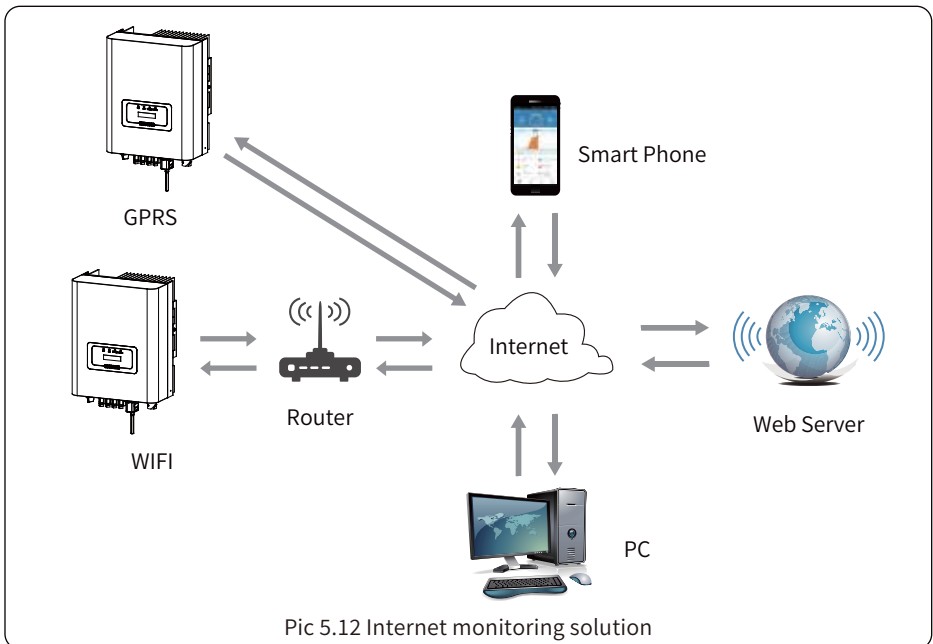 GPRS
Smart Phone
Internet
Router
WIFI
Web Server
PC
Pic 5.12 Internet monitoring solution